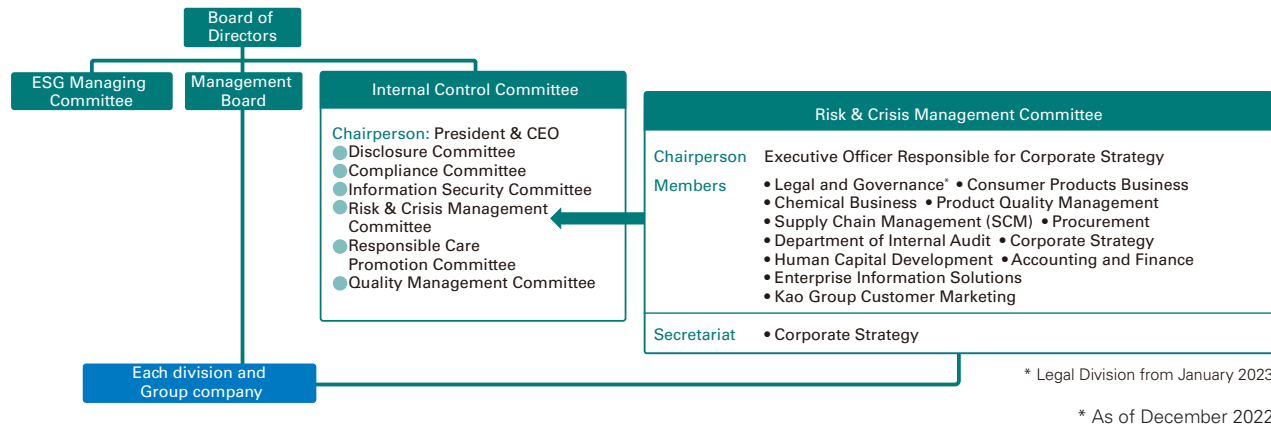 Board of
Directors
ESG Managing
Committee
Management
Board
Internal Control Committee
Chairperson: President & CEO
Disclosure Committee
Compliance Committee
Information Security Committee
Risk & Crisis Management
Committee
Responsible Care
Promotion Committee
Quality Management Committee
Risk & Crisis Management Committee
Chairperson Executive Officer Responsible for Corporate Strategy
Members • Legal and Governance* • Consumer Products Business
• Chemical Business • Product Quality Management
• Supply Chain Management (SCM) • Procurement
• Department of Internal Audit • Corporate Strategy
• Human Capital Development • Accounting and Finance
• Enterprise Information Solutions
• Kao Group Customer Marketing
Secretariat • Corporate Strategy
Each division and
Group company
* Legal Division from January 2023
* As of December 2022